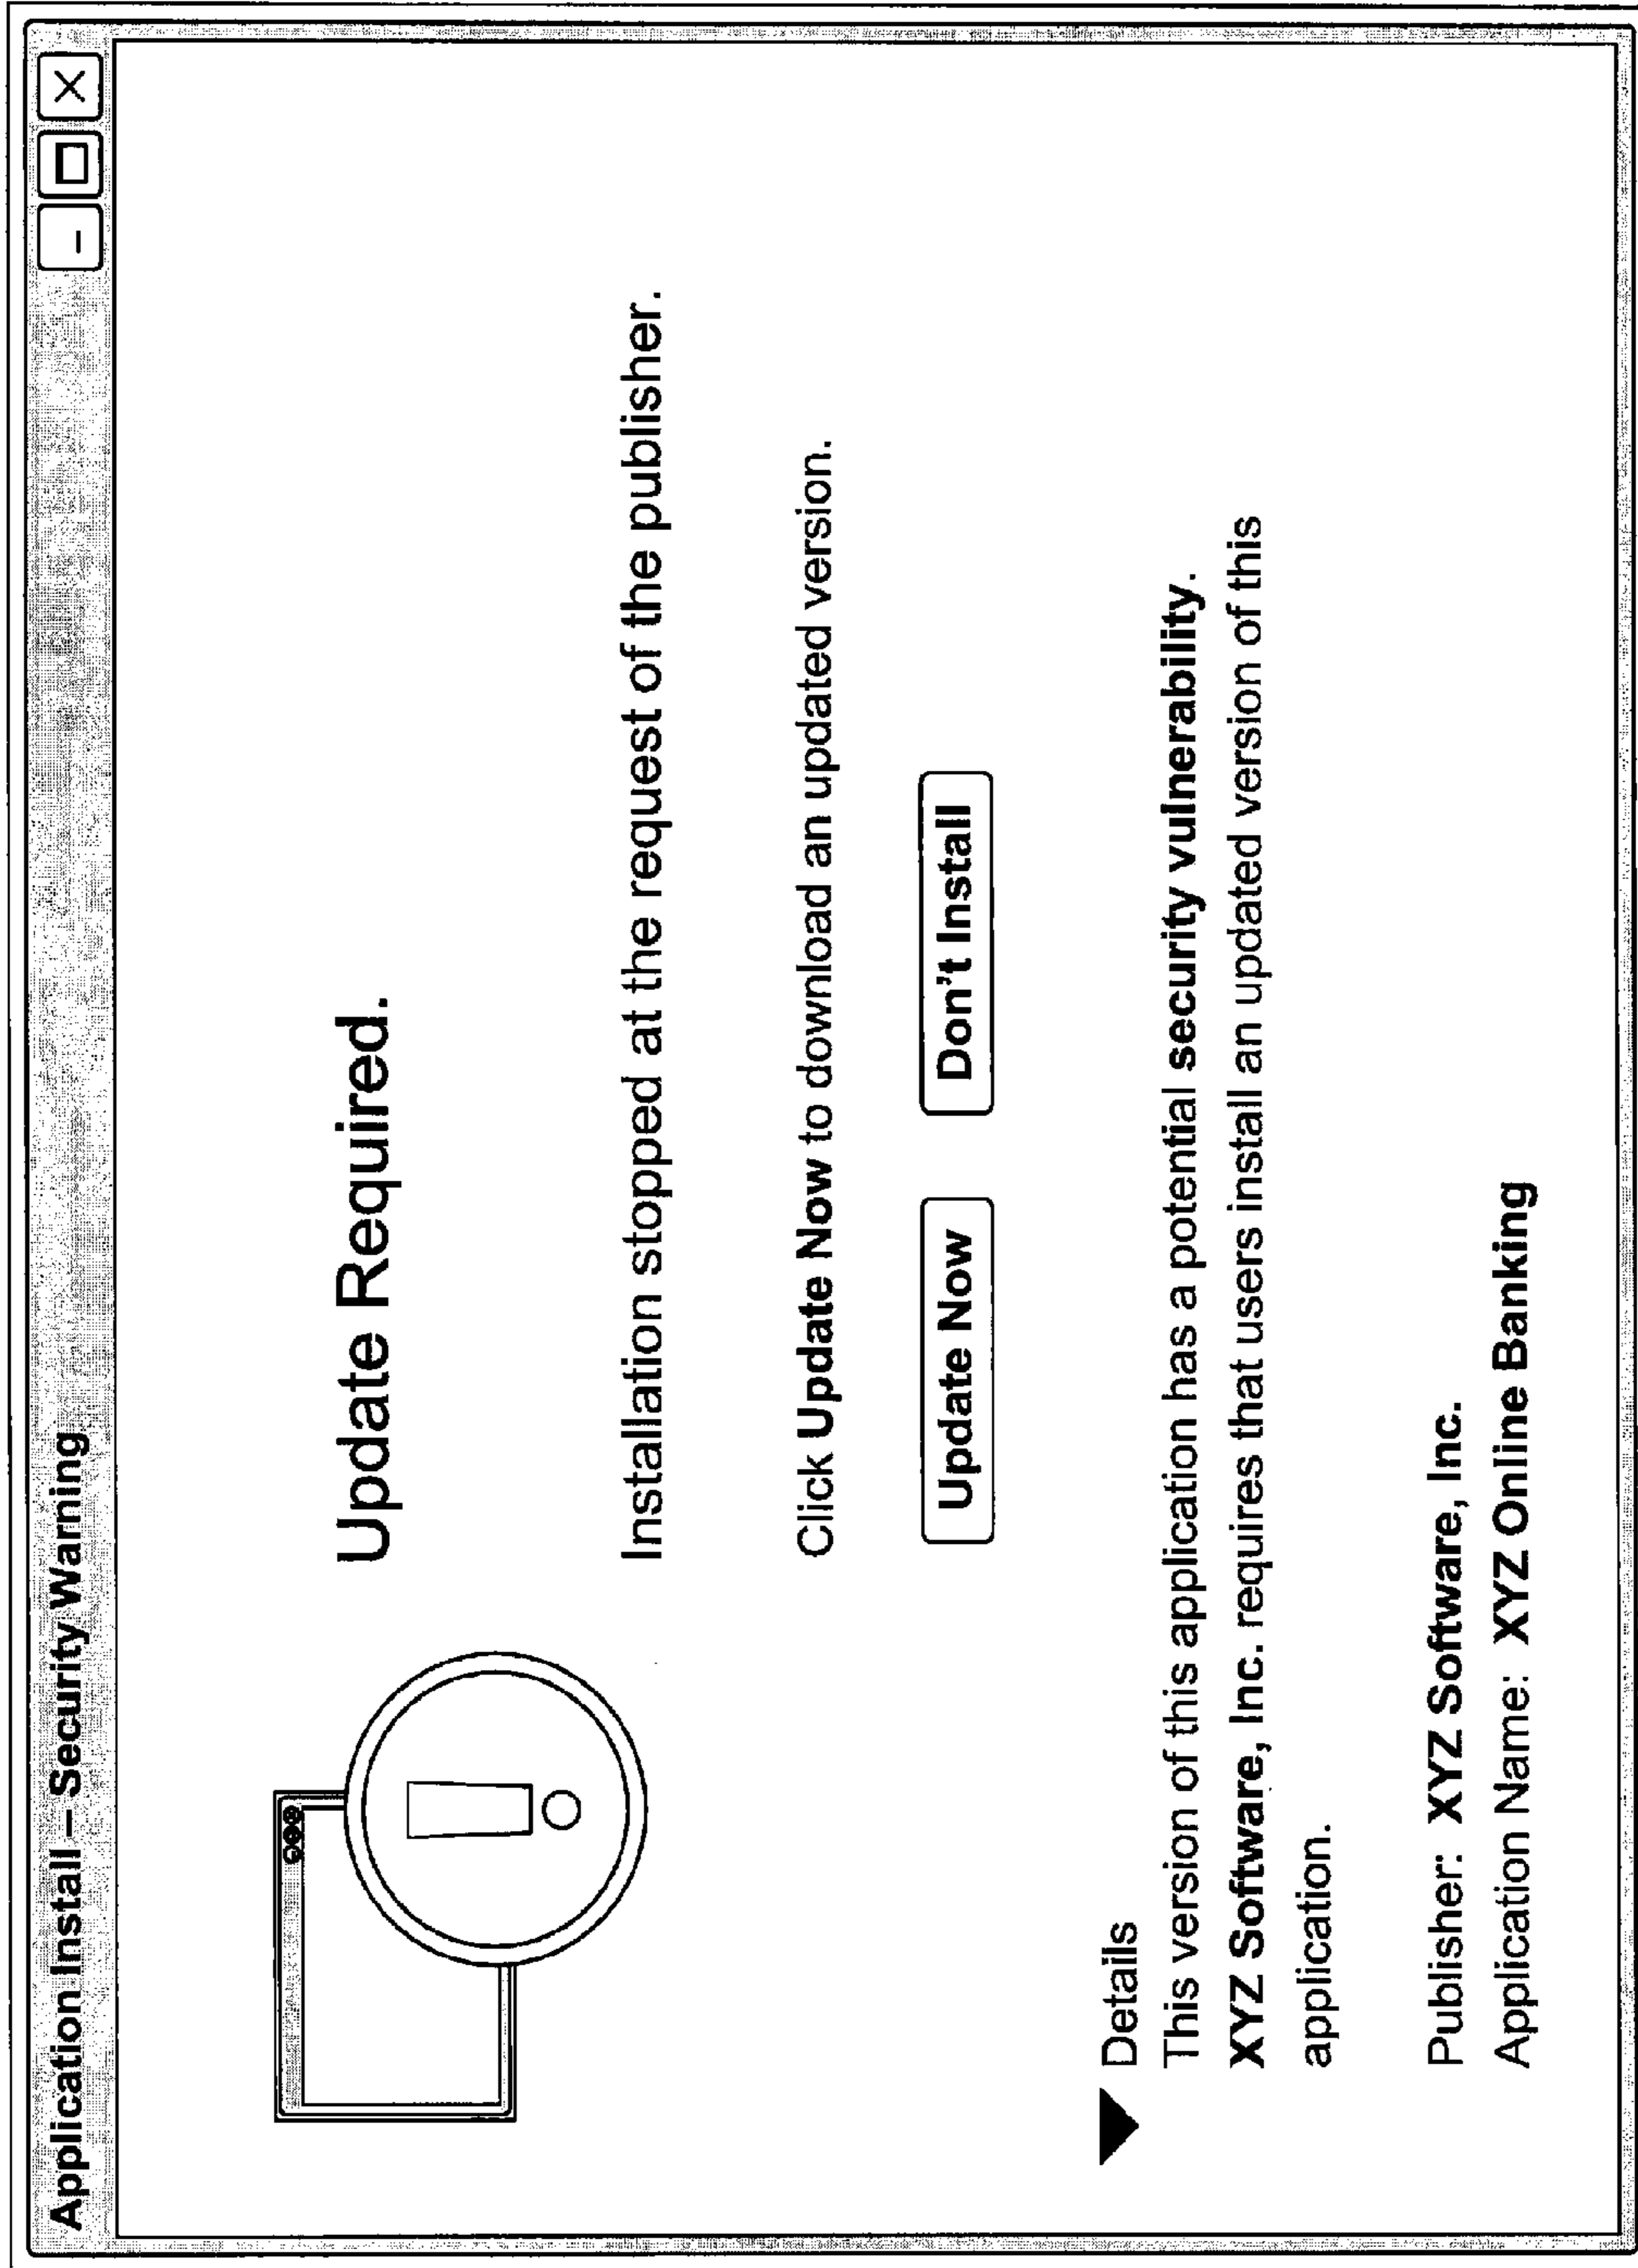 Application Install – Security Warning
Update Required.
Installation stopped at the request of the publisher.
Click Update Now to download an updated version.
Update Now
Don't Install
Details
This version of this application has a potential security vulnerability.
XYZ Software, Inc. requires that users install an updated version of this
application.
Publisher: XYZ Software, Inc.
Application Name: XYZ Online Banking